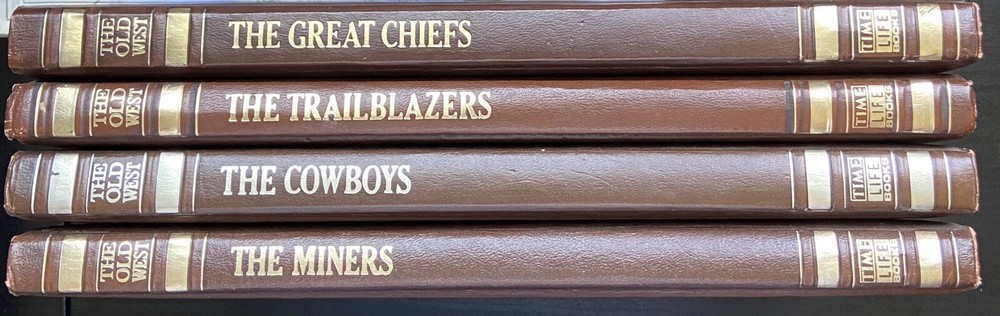 THE
OLD
WEST
THE GREAT CHIEFS
TIME
LIFE
BOOKS
THE
OLD
WEST
THE TRAILBLAZERS
TIME
LIFE
BOOKS
THE
OLD
WEST
THE COWBOYS
TIME
LIFE
BOOKS
THE
OLD
WEST
THE MINERS
TIME
LIFE
BOOKS